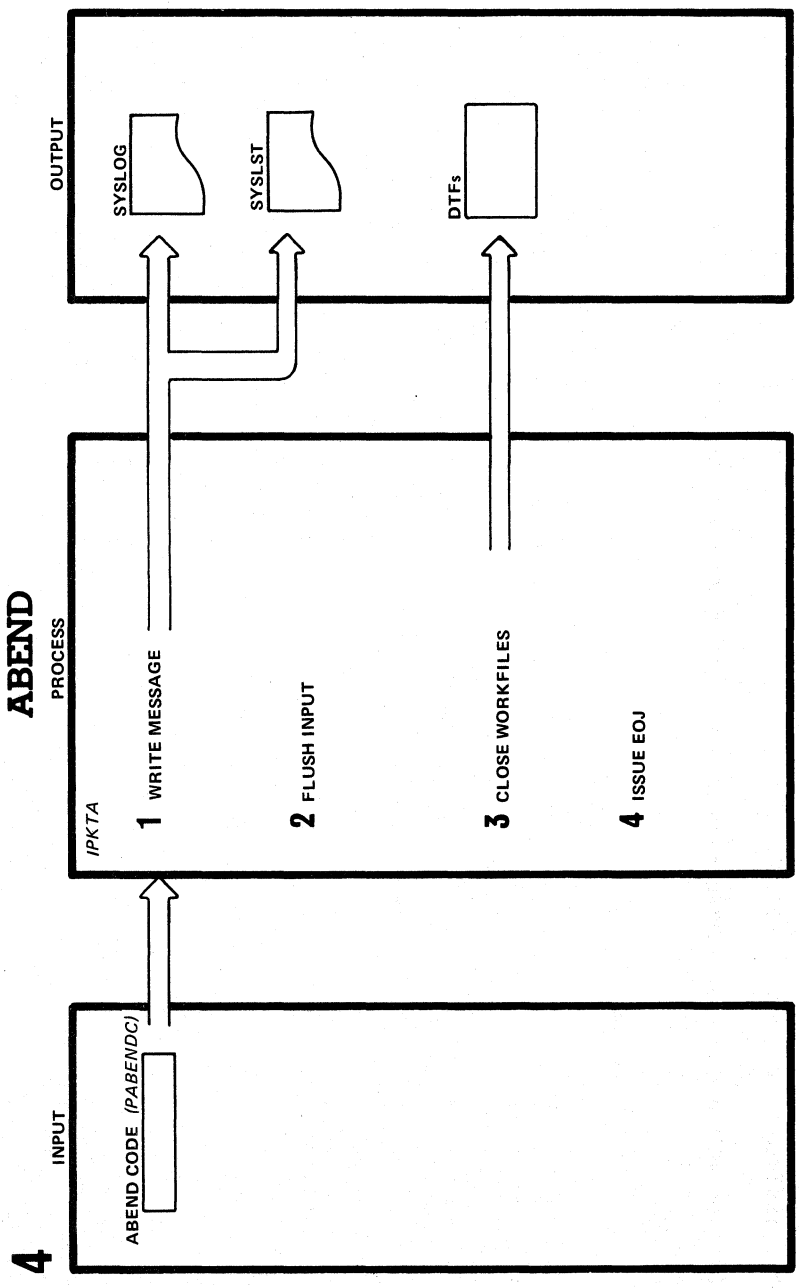 4
ABEND
INPUT
PROCESS
OUTPUT
ABEND CODE (PABENDC)
IPKTA
1 WRITE MESSAGE
2 FLUSH INPUT
3 CLOSE WORKFILES
4 ISSUE EOJ
SYSLOG
SYSLST
DTFs